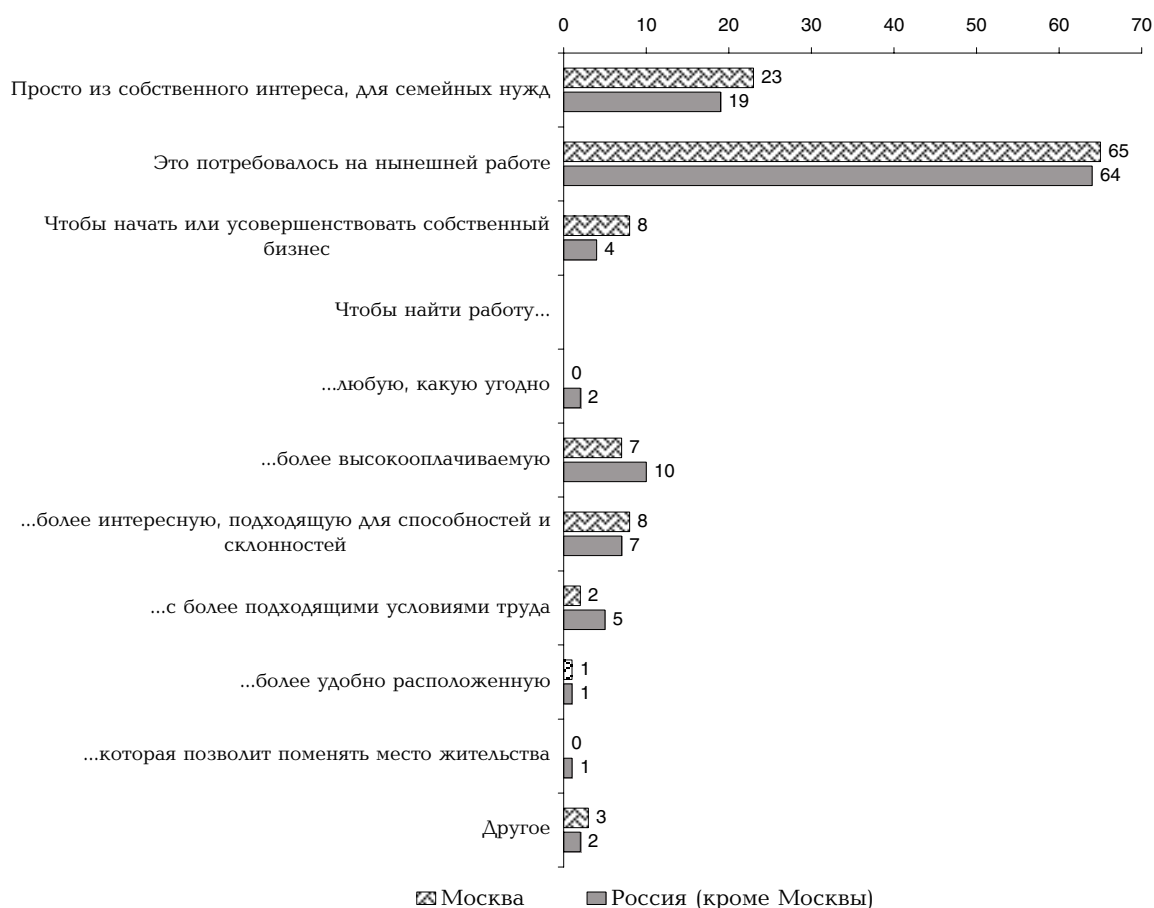 0 10 20 30 40 50 60 70
Просто из собственного интереса, для семейных нужд
23
19
Это потребовалось на нынешней работе
65
64
Чтобы начать или усовершенствовать собственный
бизнес
8
4
Чтобы найти работу...
...любую, какую угодно
0
2
...более высокооплачиваемую
7
10
...более интересную, подходящую для способностей и
склонностей
8
7
...с более подходящими условиями труда
2
5
...более удобно расположенную
1
1
...которая позволит поменять место жительства
0
1
Другое
3
2
Москва Россия (кроме Москвы)